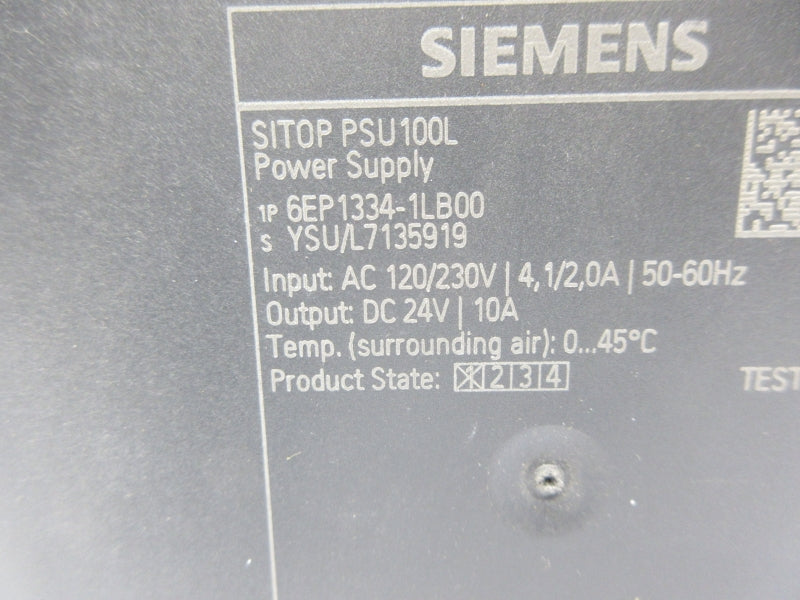 SIEMENS
SITOP PSU100L
Power Supply
1P 6EP1334-1LB00
S YSU/L7135919
Input: AC 120/230V | 4,1/2,0A | 50-60Hz
Output: DC 24V | 10A
Temp. (surrounding air): 0...45°C
Product State: X 2 3 4
TEST